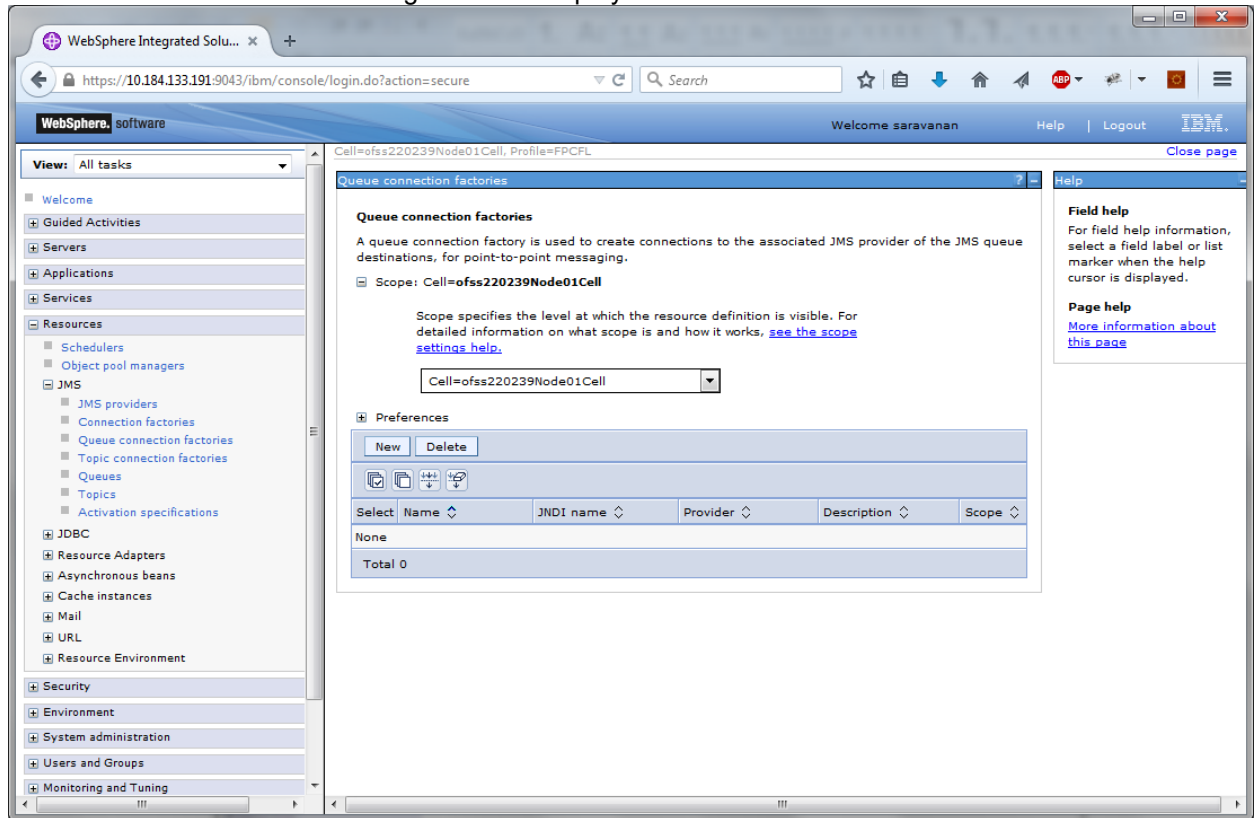 WebSphere Integrated Solu... × +
https://10.184.133.191:9043/ibm/console/login.do?action=secure Search ABP
WebSphere. software Welcome saravanan Help | Logout IBM.
View: All tasks
Welcome
Guided Activities
Servers
Applications
Services
Resources
Schedulers
Object pool managers
JMS
JMS providers
Connection factories
Queue connection factories
Topic connection factories
Queues
Topics
Activation specifications
JDBC
Resource Adapters
Asynchronous beans
Cache instances
Mail
URL
Resource Environment
Security
Environment
System administration
Users and Groups
Monitoring and Tuning
Cell=ofss220239Node01Cell, Profile=FPCFL Close page
Queue connection factories ? -
Queue connection factories
A queue connection factory is used to create connections to the associated JMS provider of the JMS queue
destinations, for point-to-point messaging.
Scope: Cell=ofss220239Node01Cell
Scope specifies the level at which the resource definition is visible. For
detailed information on what scope is and how it works, see the scope
settings help.
Cell=ofss220239Node01Cell
Preferences
New Delete
Select Name JNDI name Provider Description Scope
None
Total 0
Help -
Field help
For field help information,
select a field label or list
marker when the help
cursor is displayed.
Page help
More information about
this page